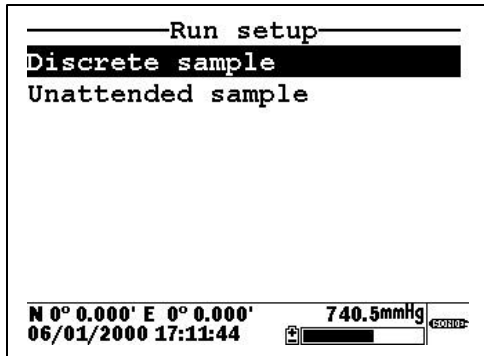 Run setup
Discrete sample
Unattended sample
N 0° 0.000' E 0° 0.000' 740.5mmHg
06/01/2000 17:11:44
SONDE